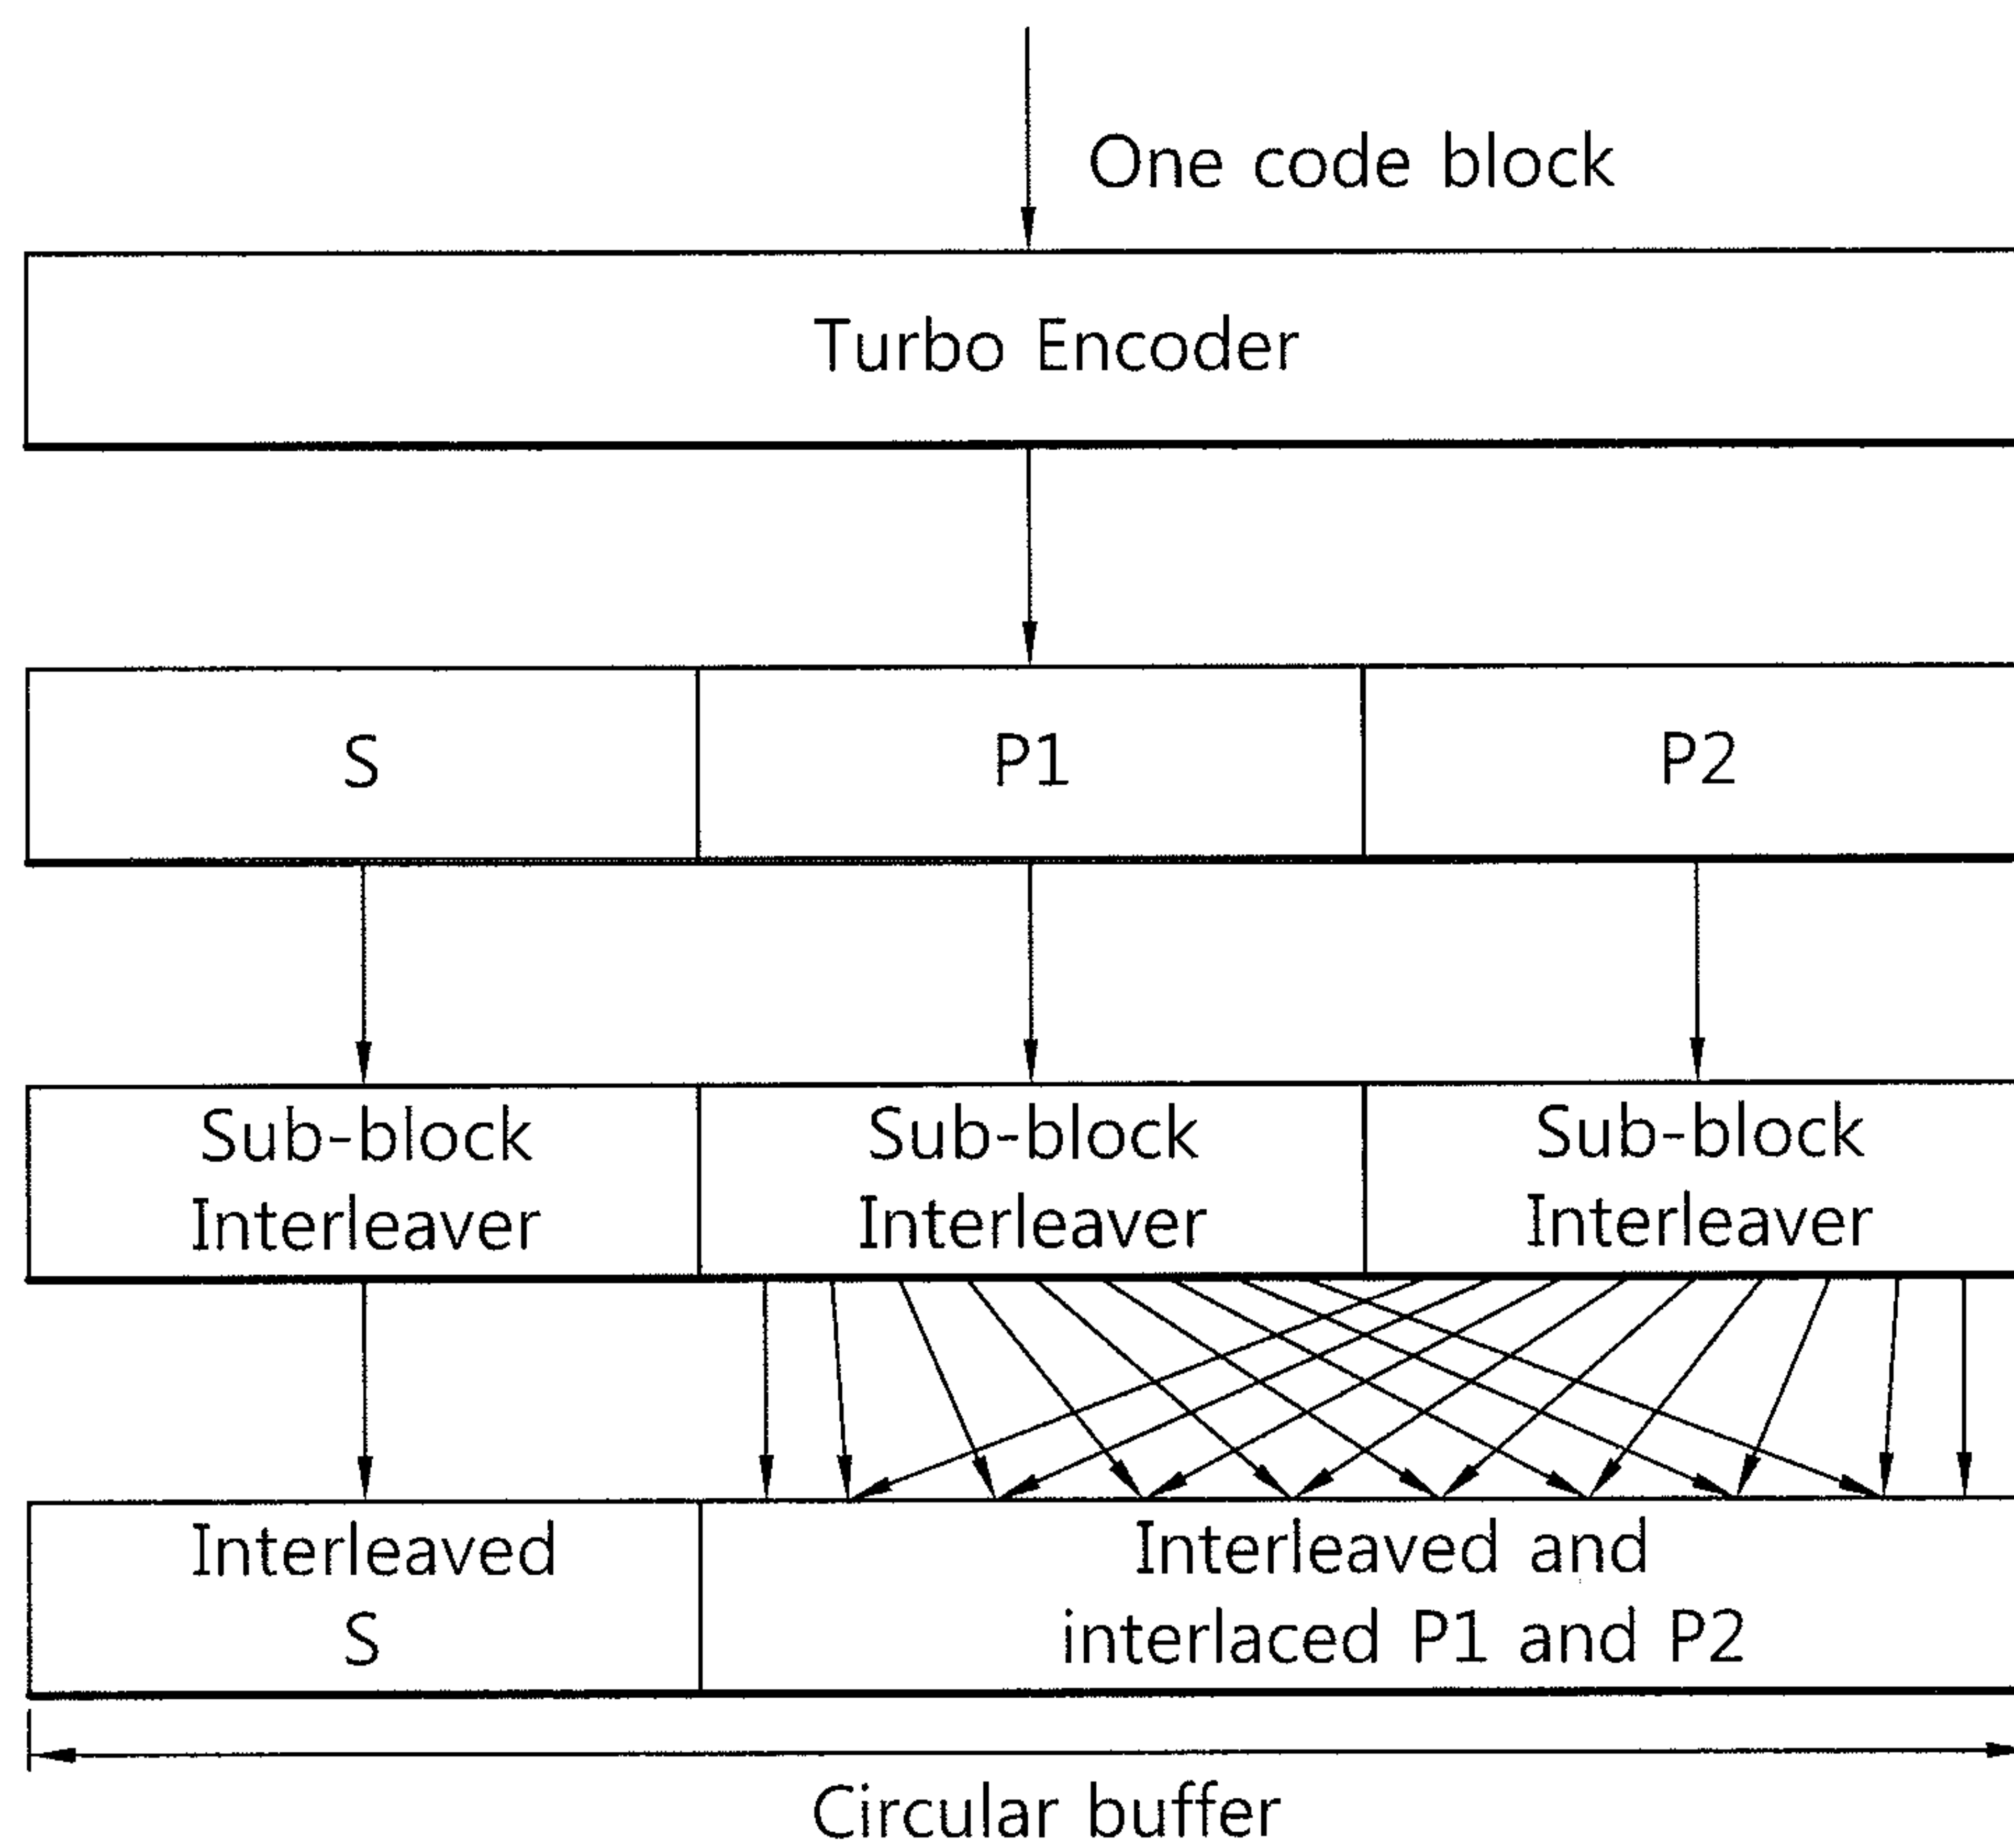 One code block
Turbo Encoder
S
P1
P2
Sub-block
Interleaver
Sub-block
Interleaver
Sub-block
Interleaver
Interleaved
S
Interleaved and
interlaced P1 and P2
Circular buffer